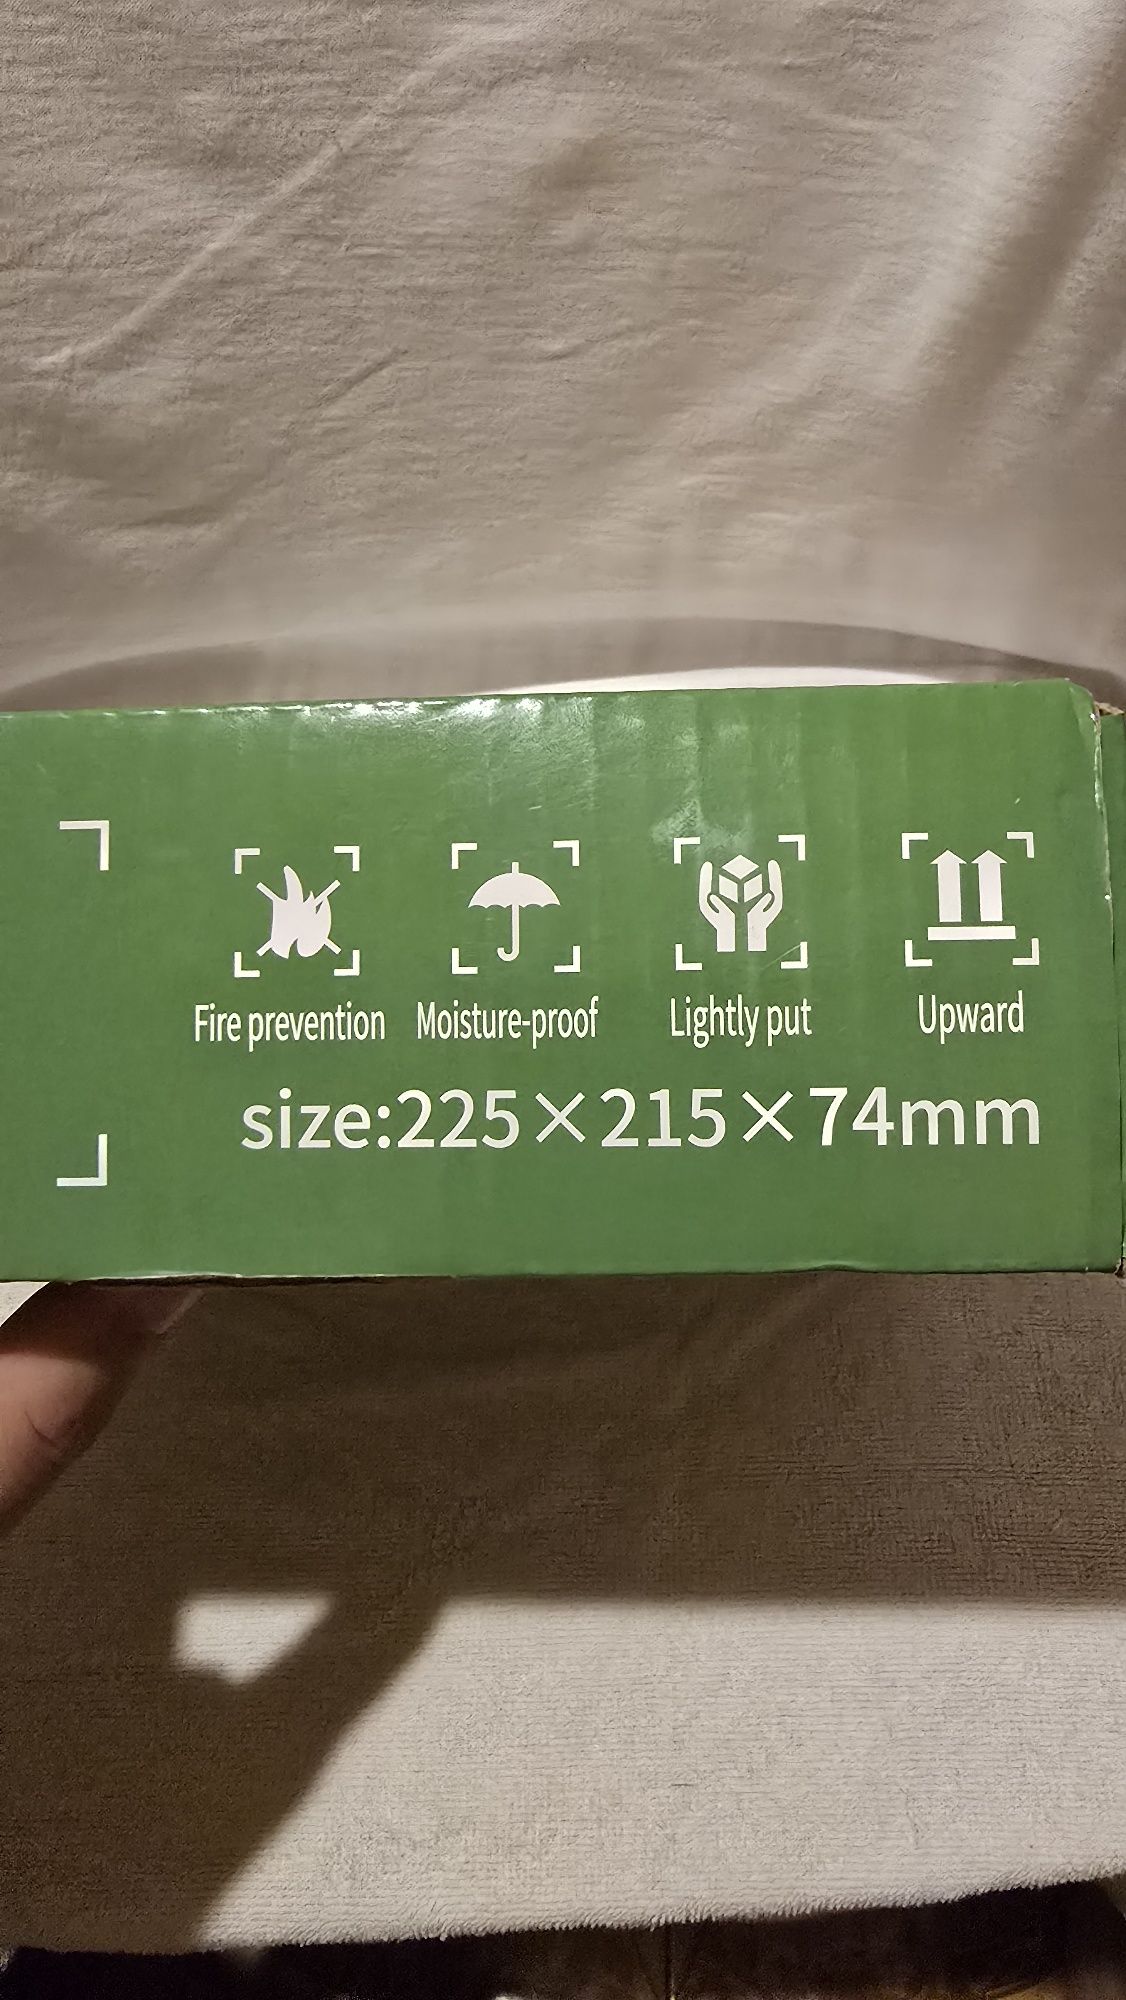 Fire prevention Moisture-proof Lightly put Upward
size:225×215×74mm